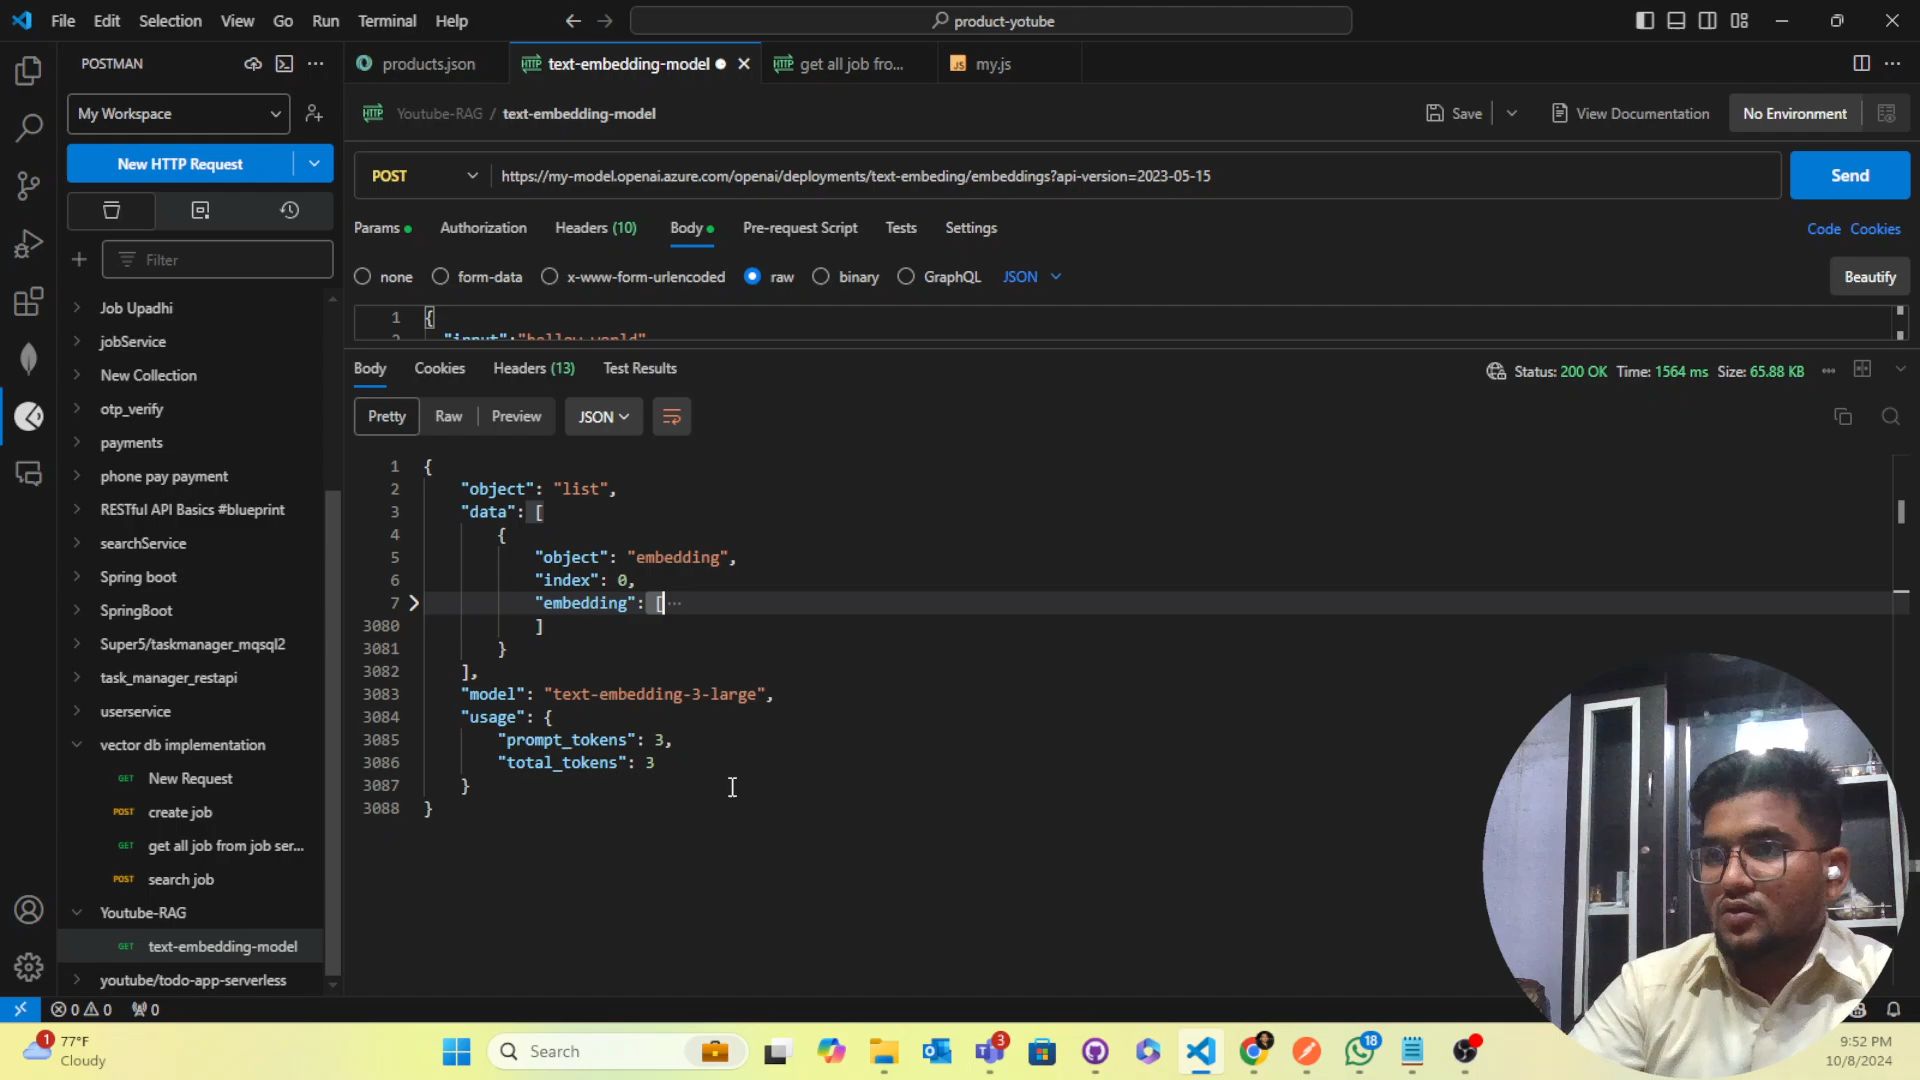 File Edit Selection View Go Run Terminal Help
product-yotube
POSTMAN
products.json
text-embedding-model
get all job fro...
JS my.js
My Workspace
HTTP Youtube-RAG / text-embedding-model
Save
View Documentation
No Environment
New HTTP Request
POST
https://my-model.openai.azure.com/openai/deployments/text-embeding/embeddings?api-version=2023-05-15
Send
Params Authorization Headers (10) Body Pre-request Script Tests Settings
Code Cookies
Filter
none form-data x-www-form-urlencoded raw binary GraphQL JSON
Beautify
1 {
2 "input":"helloy world"
Job Upadhi
jobService
New Collection
otp_verify
payments
phone pay payment
RESTful API Basics #blueprint
searchService
Spring boot
SpringBoot
Super5/taskmanager_mqsql2
task_manager_restapi
userservice
vector db implementation
GET New Request
POST create job
GET get all job from job ser...
POST search job
Youtube-RAG
GET text-embedding-model
youtube/todo-app-serverless
Body Cookies Headers (13) Test Results
Status: 200 OK Time: 1564 ms Size: 65.88 KB
Pretty Raw Preview JSON
1 {
2 "object": "list",
3 "data": [
4 {
5 "object": "embedding",
6 "index": 0,
7 "embedding": [ ...
3080 ]
3081 }
3082 ],
3083 "model": "text-embedding-3-large",
3084 "usage": {
3085 "prompt_tokens": 3,
3086 "total_tokens": 3
3087 }
3088 }
0 0 0
1
77°F
Cloudy
Search
3
18
9:52 PM
10/8/2024